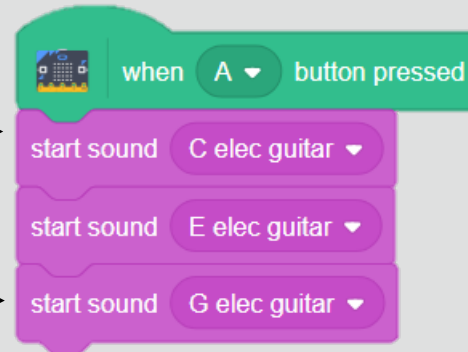 when A button pressed
start sound C elec guitar
start sound E elec guitar
start sound G elec guitar